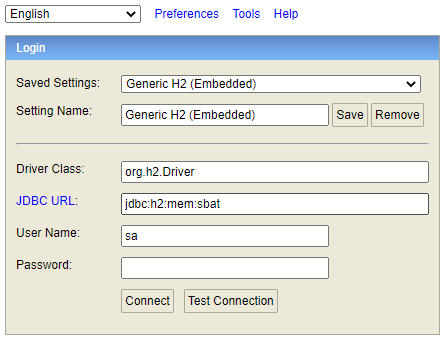 English Preferences Tools Help
Login
Saved Settings: Generic H2 (Embedded)
Setting Name: Generic H2 (Embedded) Save Remove
Driver Class: org.h2.Driver
JDBC URL: jdbc:h2:mem:sbat
User Name: sa
Password:
Connect Test Connection